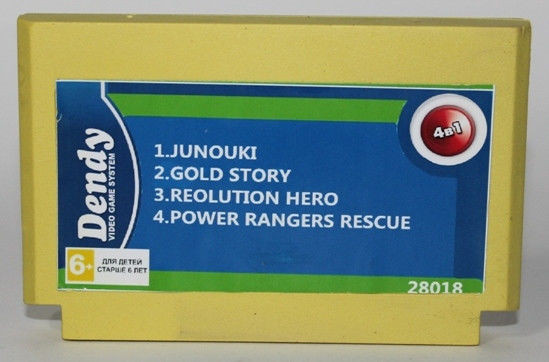 Dendy
VIDEO GAME SYSTEM
4в1
1.JUNOUKI
2.GOLD STORY
3.REOLUTION HERO
4.POWER RANGERS RESCUE
6+
ДЛЯ ДЕТЕЙ
СТАРШЕ 6 ЛЕТ
28018